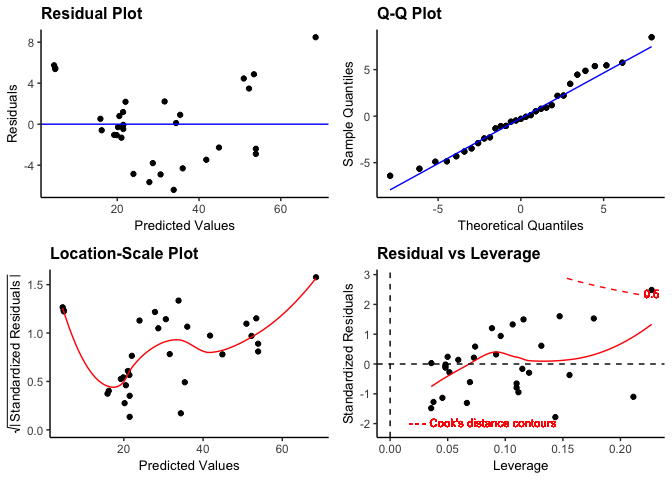 Residual Plot
8
4
0
-4
20
40
60
Residuals
Predicted Values
Q-Q Plot
5
0
-5
-5
0
5
Sample Quantiles
Theoretical Quantiles
Location-Scale Plot
1.5
1.0
0.5
0.0
20
40
60
√|Standardized Residuals|
Predicted Values
Residual vs Leverage
3
2
1
0
-1
-2
0.5
Cook's distance contours
0.00
0.05
0.10
0.15
0.20
Standardized Residuals
Leverage